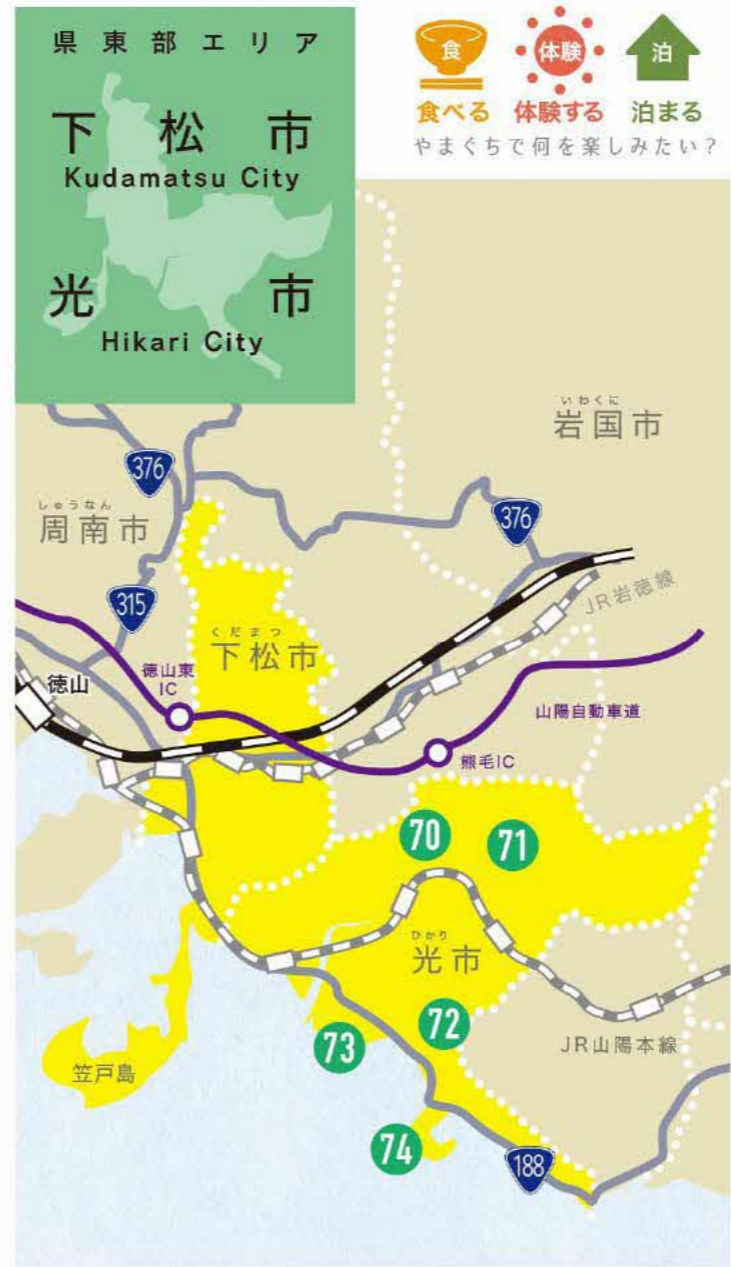 県東部エリア
下松市
Kudamatsu City
光市
Hikari City
食
体験
泊
食べる 体験する 泊まる
やまぐちで何を楽しみたい？
いわくに
岩国市
376
しゅうなん
周南市
376
315
JR岩徳線
くだまつ
下松市
徳山東
IC
徳山
山陽自動車道
熊毛IC
70
71
ひかり
光市
72
73
JR山陽本線
笠戸島
74
188